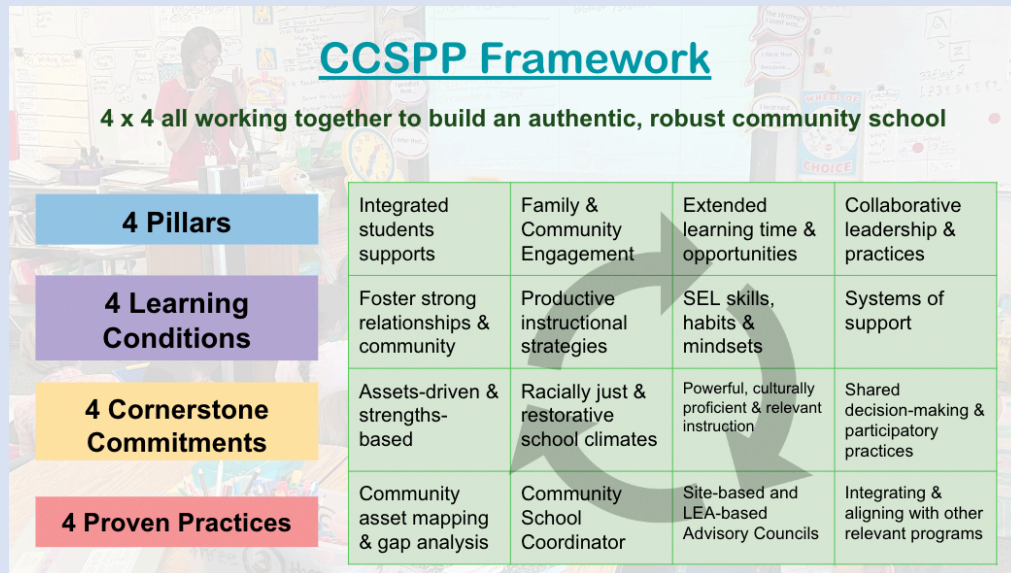 CCSPP Framework
4 x 4 all working together to build an authentic, robust community school
4 Pillars
Integrated
students
supports
Family &
Community
Engagement
Extended
learning time &
opportunities
Collaborative
leadership &
practices
4 Learning
Conditions
Foster strong
relationships &
community
Productive
instructional
strategies
SEL skills,
habits &
mindsets
Systems of
support
4 Cornerstone
Commitments
Assets-driven &
strengths-
based
Racially just &
restorative
school climates
Powerful, culturally
proficient & relevant
instruction
Shared
decision-making &
participatory
practices
4 Proven Practices
Community
asset mapping
& gap analysis
Community
School
Coordinator
Site-based and
LEA-based
Advisory Councils
Integrating &
aligning with other
relevant programs
WHEEL OF
CHOICE